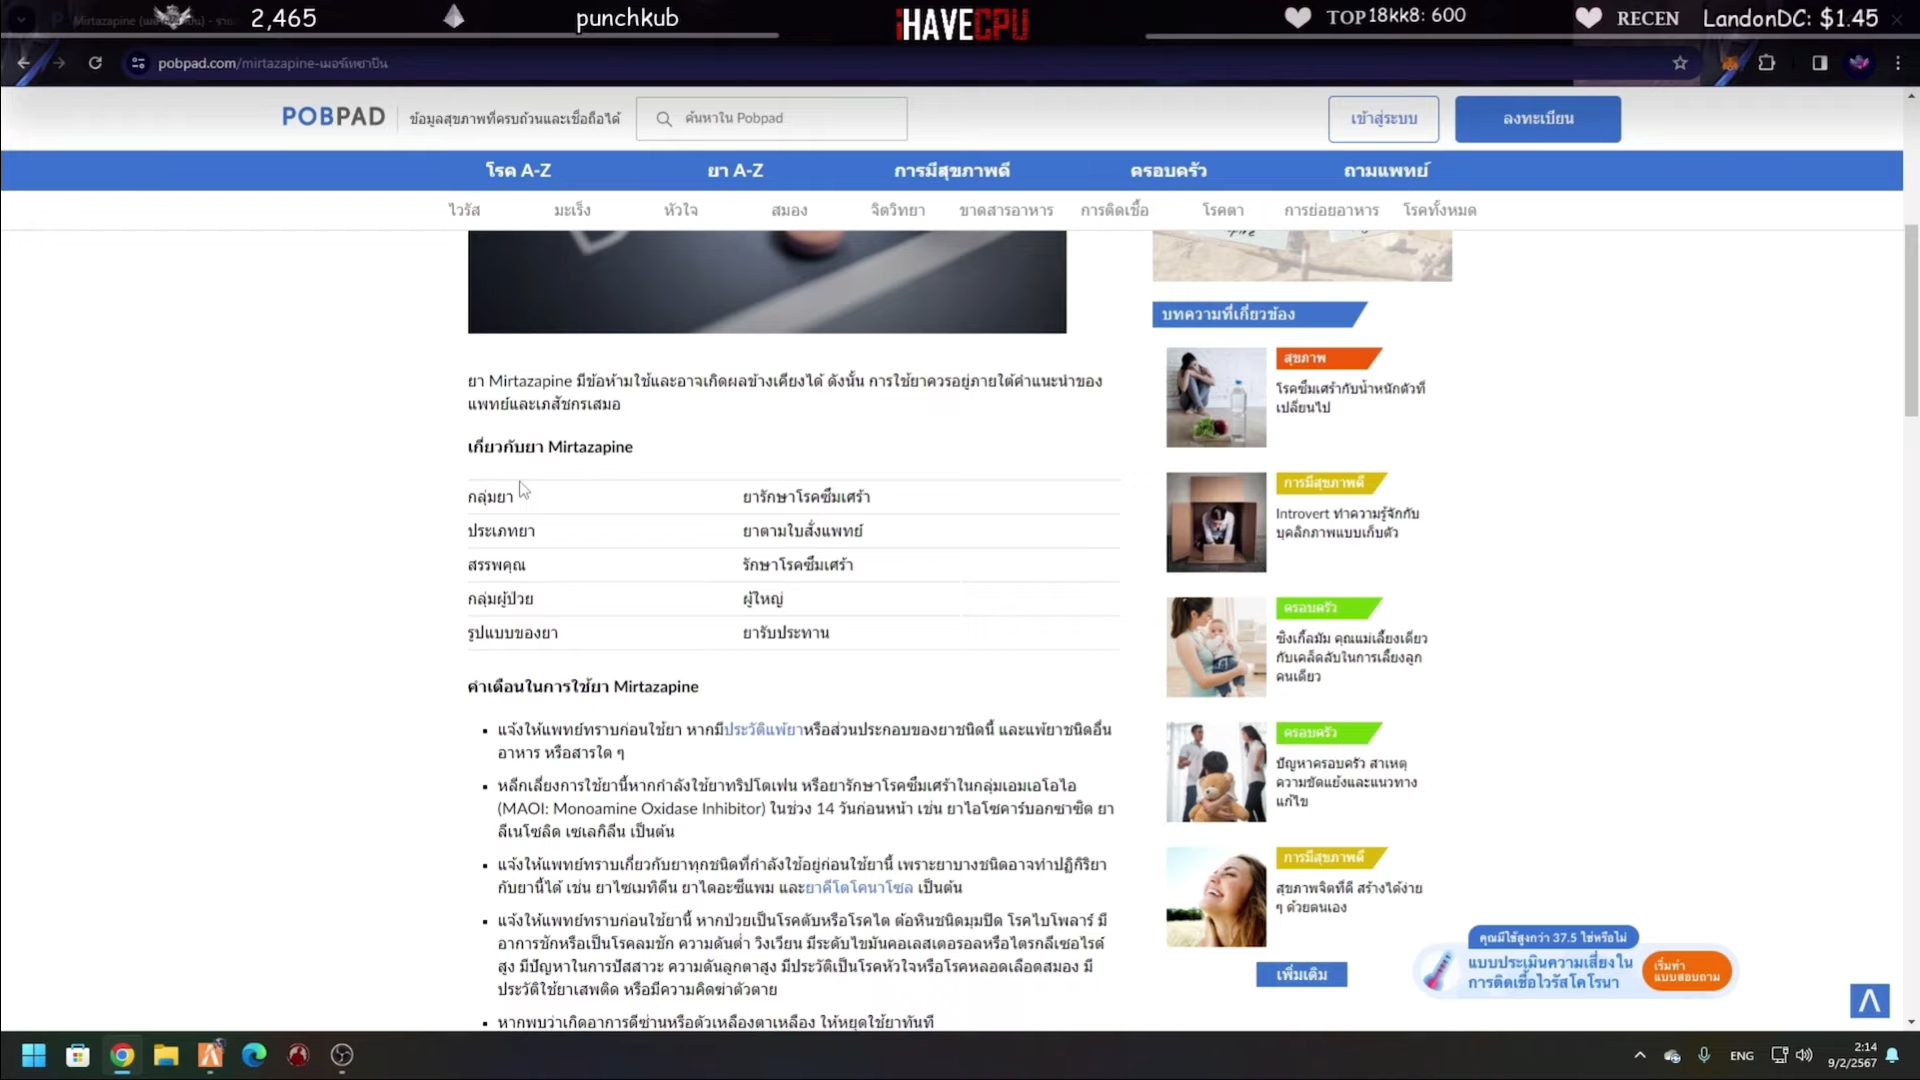 2,465
punchkub
iHAVECPU
TOP 18kk8: 600
RECEN LandonDC: $1.45
pobpad.com/mirtazapine-เมอร์เทซาปีน
POBPAD
ข้อมูลสุขภาพที่ครบถ้วนและเชื่อถือได้
ค้นหาใน Pobpad
เข้าสู่ระบบ
ลงทะเบียน
โรค A-Z
ยา A-Z
การมีสุขภาพดี
ครอบครัว
ถามแพทย์
ไวรัส
มะเร็ง
หัวใจ
สมอง
จิตวิทยา
ขาดสารอาหาร
การติดเชื้อ
โรคตา
การย่อยอาหาร
โรคทั้งหมด
ยา Mirtazapine มีข้อห้ามใช้และอาจเกิดผลข้างเคียงได้ ดังนั้น การใช้ยาควรอยู่ภายใต้คำแนะนำของ
แพทย์และเภสัชกรเสมอ
เกี่ยวกับยา Mirtazapine
กลุ่มยา ยารักษาโรคซึมเศร้า
ประเภทยา ยาตามใบสั่งแพทย์
สรรพคุณ รักษาโรคซึมเศร้า
กลุ่มผู้ป่วย ผู้ใหญ่
รูปแบบของยา ยารับประทาน
คำเตือนในการใช้ยา Mirtazapine
แจ้งให้แพทย์ทราบก่อนใช้ยา หากมีประวัติแพ้ยาหรือส่วนประกอบของยาชนิดนี้ และแพ้ยาชนิดอื่น
อาหาร หรือสารใด ๆ
หลีกเลี่ยงการใช้ยานี้หากกำลังใช้ยาทริปโตเฟน หรือยารักษาโรคซึมเศร้าในกลุ่มเอมเอโอไอ
(MAOI: Monoamine Oxidase Inhibitor) ในช่วง 14 วันก่อนหน้า เช่น ยาไอโซคาร์บอกซาซิด ยา
ลีเนโซลิด เซเลกิลีน เป็นต้น
แจ้งให้แพทย์ทราบเกี่ยวกับยาทุกชนิดที่กำลังใช้อยู่ก่อนใช้ยานี้ เพราะยาบางชนิดอาจทำปฏิกิริยา
กับยานี้ได้ เช่น ยาไซเมทิดีน ยาไดอะซีแพม และยาคีโตโคนาโซล เป็นต้น
แจ้งให้แพทย์ทราบก่อนใช้ยานี้ หากป่วยเป็นโรคตับหรือโรคไต ต้อหินชนิดมุมปิด โรคไบโพลาร์ มี
อาการชักหรือเป็นโรคลมชัก ความดันต่ำ วิงเวียน มีระดับไขมันคอเลสเตอรอลหรือไตรกลีเซอไรด์
สูง มีปัญหาในการปัสสาวะ ความดันลูกตาสูง มีประวัติเป็นโรคหัวใจหรือโรคหลอดเลือดสมอง มี
ประวัติใช้ยาเสพติด หรือมีความคิดฆ่าตัวตาย
หากพบว่าเกิดอาการดีซ่านหรือตัวเหลืองตาเหลือง ให้หยุดใช้ยาทันที
บทความที่เกี่ยวข้อง
สุขภาพ
โรคซึมเศร้ากับน้ำหนักตัวที่
เปลี่ยนไป
การมีสุขภาพดี
Introvert ทำความรู้จักกับ
บุคลิกภาพแบบเก็บตัว
ครอบครัว
ซิงเกิ้ลมัม คุณแม่เลี้ยงเดี่ยว
กับเคล็ดลับในการเลี้ยงลูก
คนเดียว
ครอบครัว
ปัญหาครอบครัว สาเหตุ
ความขัดแย้งและแนวทาง
แก้ไข
การมีสุขภาพดี
สุขภาพจิตที่ดี สร้างได้ง่าย
ๆ ด้วยตนเอง
เพิ่มเติม
คุณมีไข้สูงกว่า 37.5 ใช่หรือไม่
แบบประเมินความเสี่ยงใน
การติดเชื้อไวรัสโคโรนา
เริ่มทำ
แบบสอบถาม
ENG
2:14
9/2/2567